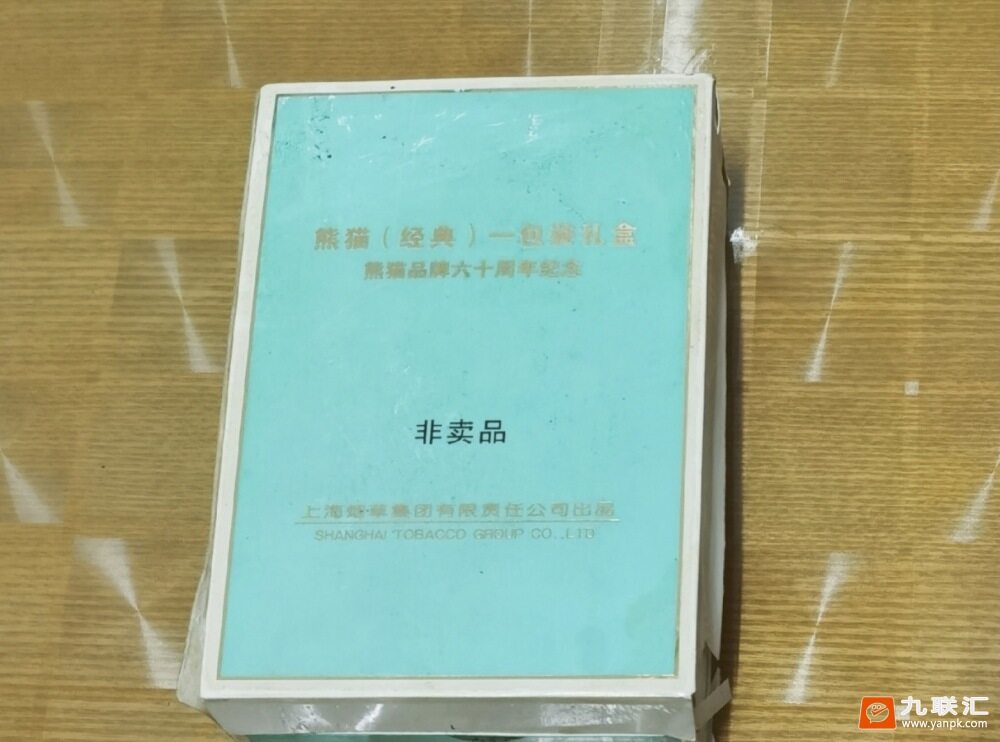 熊猫（经典）一包装礼盒
熊猫品牌六十周年纪念
非卖品
上海烟草集团有限责任公司出品
SHANGHAI TOBACCO GROUP CO.,LTD
九联汇
www.yanpk.com